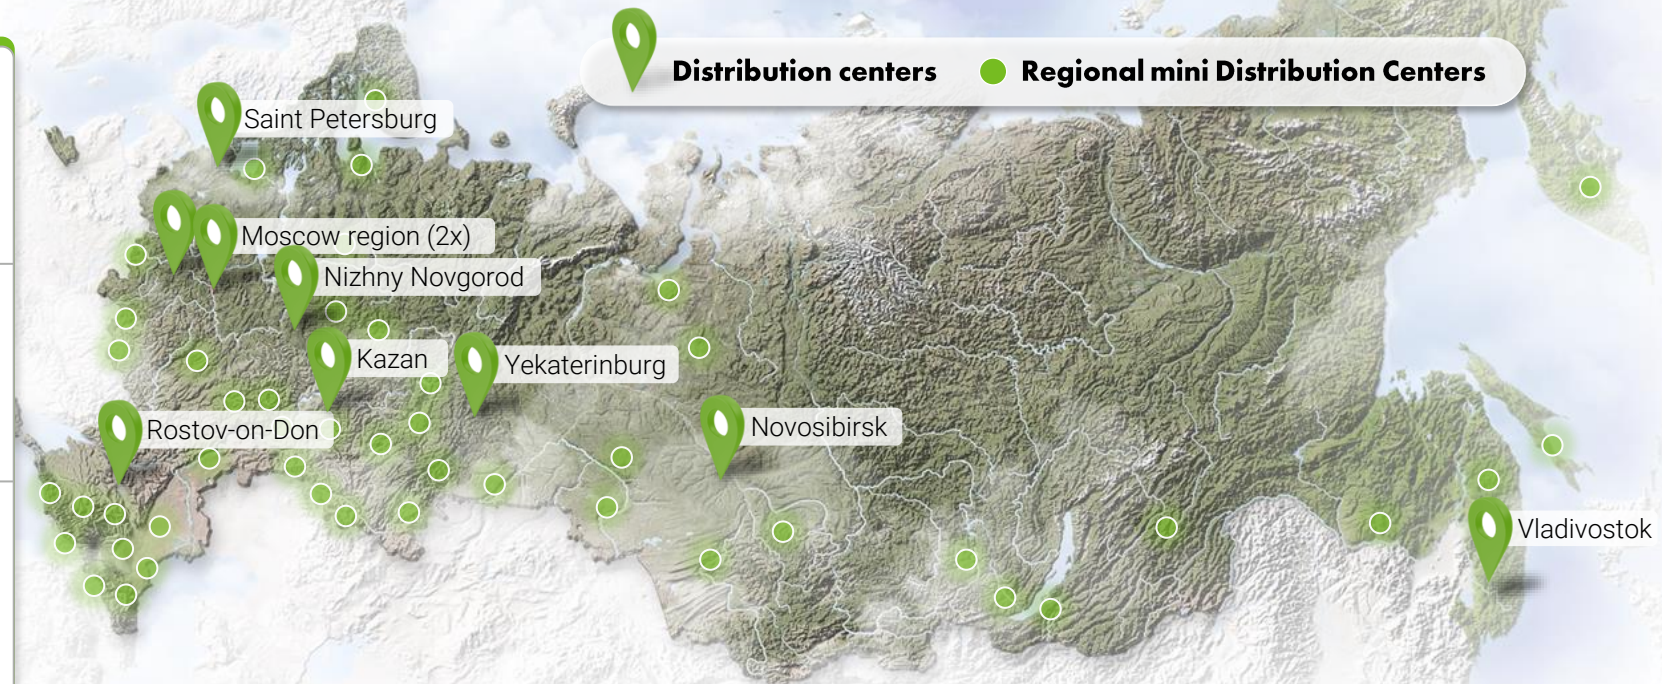 Distribution centers
Regional mini Distribution Centers
Saint Petersburg
Moscow region (2x)
Nizhny Novgorod
Kazan
Yekaterinburg
Rostov-on-Don
Novosibirsk
Vladivostok